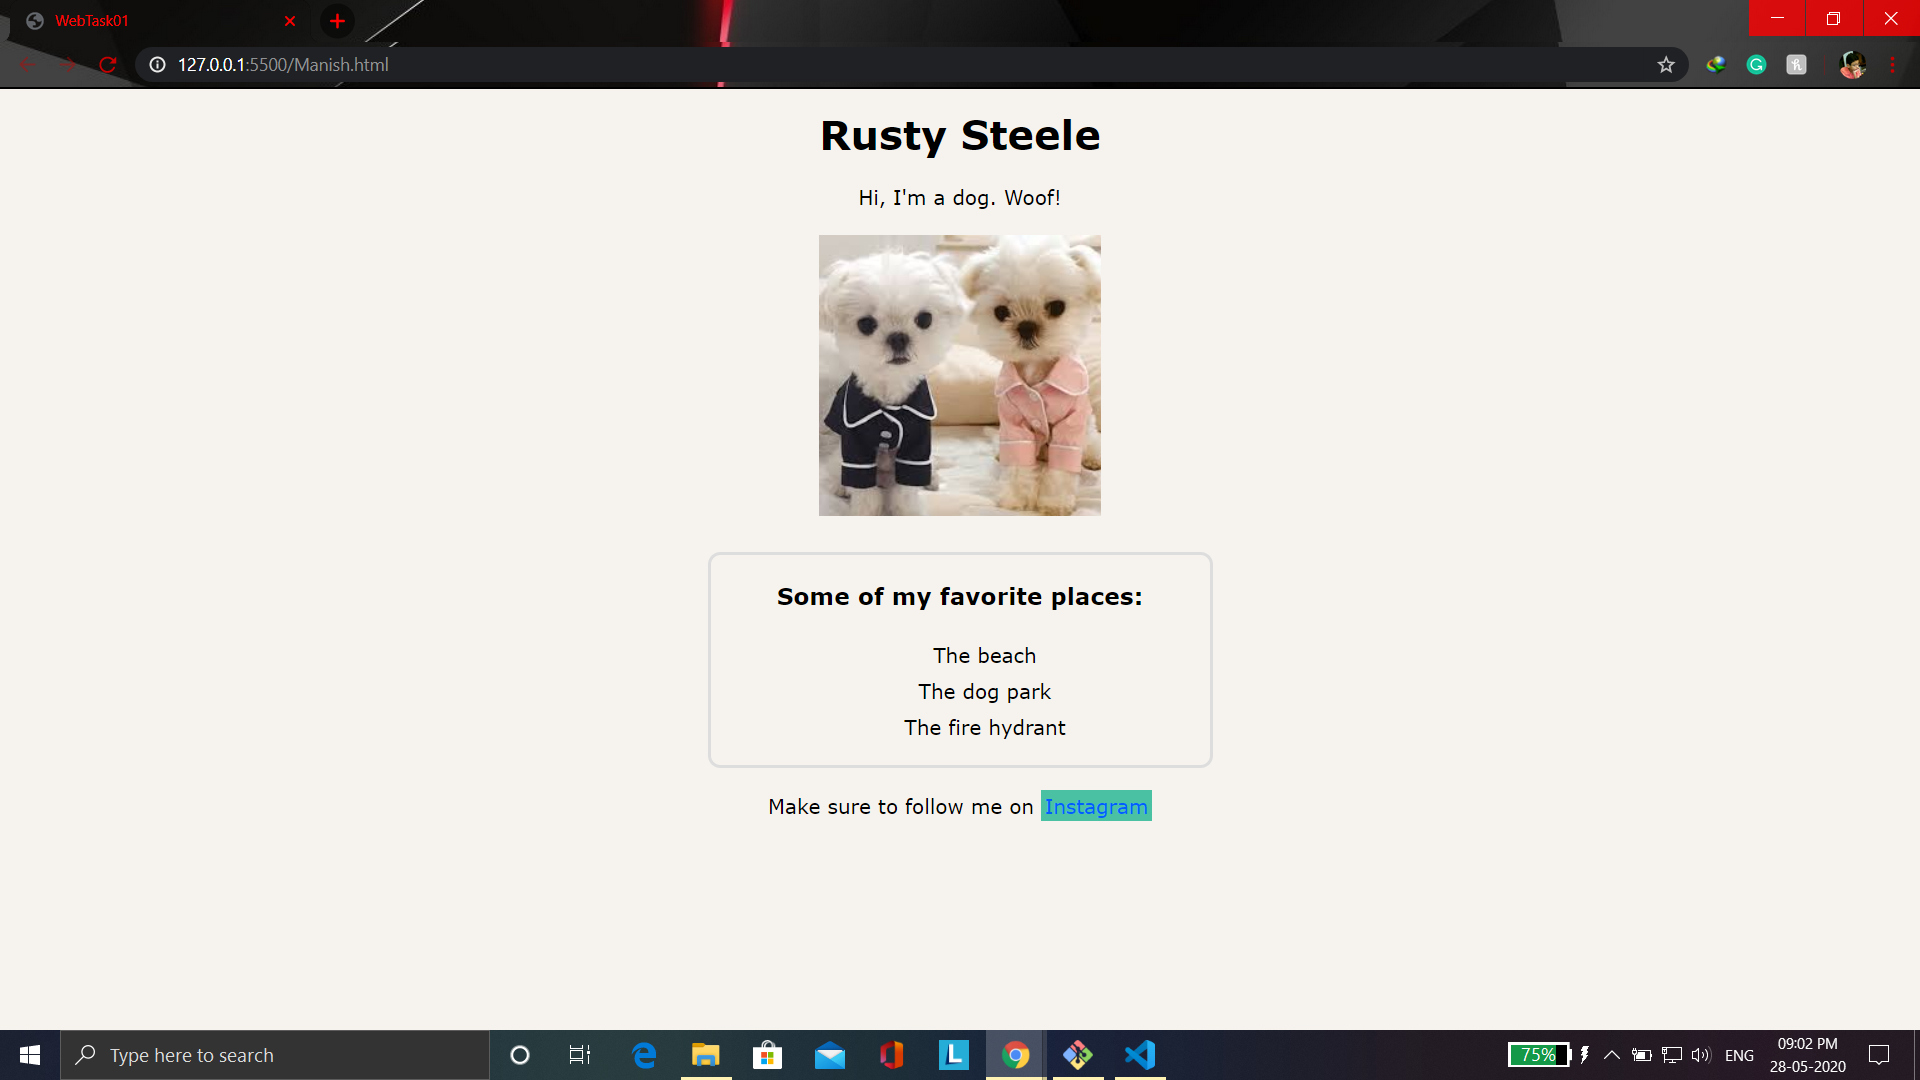 WebTask01
127.0.0.1:5500/Manish.html
Rusty Steele
Hi, I'm a dog. Woof!
Some of my favorite places:
The beach
The dog park
The fire hydrant
Make sure to follow me on Instagram
Type here to search
L
75%
ENG
09:02 PM
28-05-2020